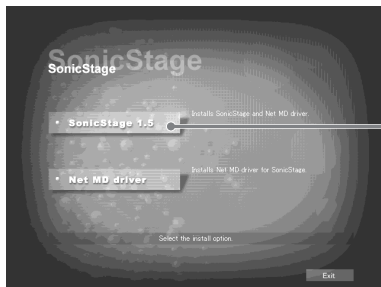 SonicStage
SonicStage
• SonicStage 1.5
Installs SonicStage and Net MD driver.
• Net MD driver
Installs Net MD driver for SonicStage.
Select the install option.
Exit